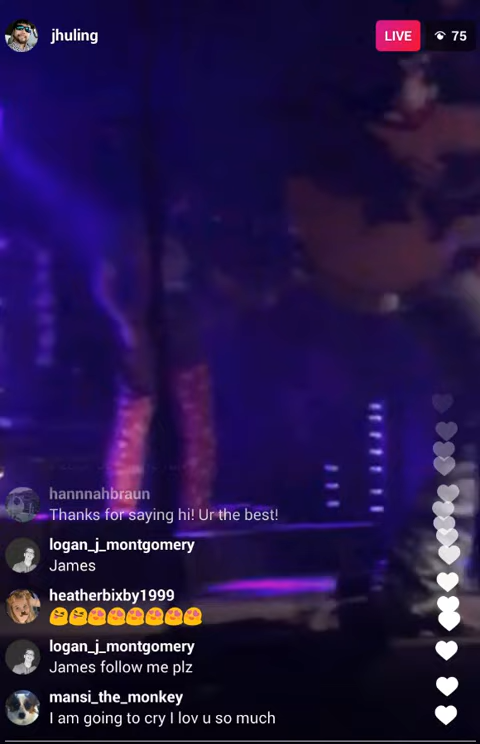 jhuling
LIVE 75
hannnahbraun
Thanks for saying hi! Ur the best!
logan_j_montgomery
James
heatherbixby1999
logan_j_montgomery
James follow me plz
mansi_the_monkey
I am going to cry I lov u so much